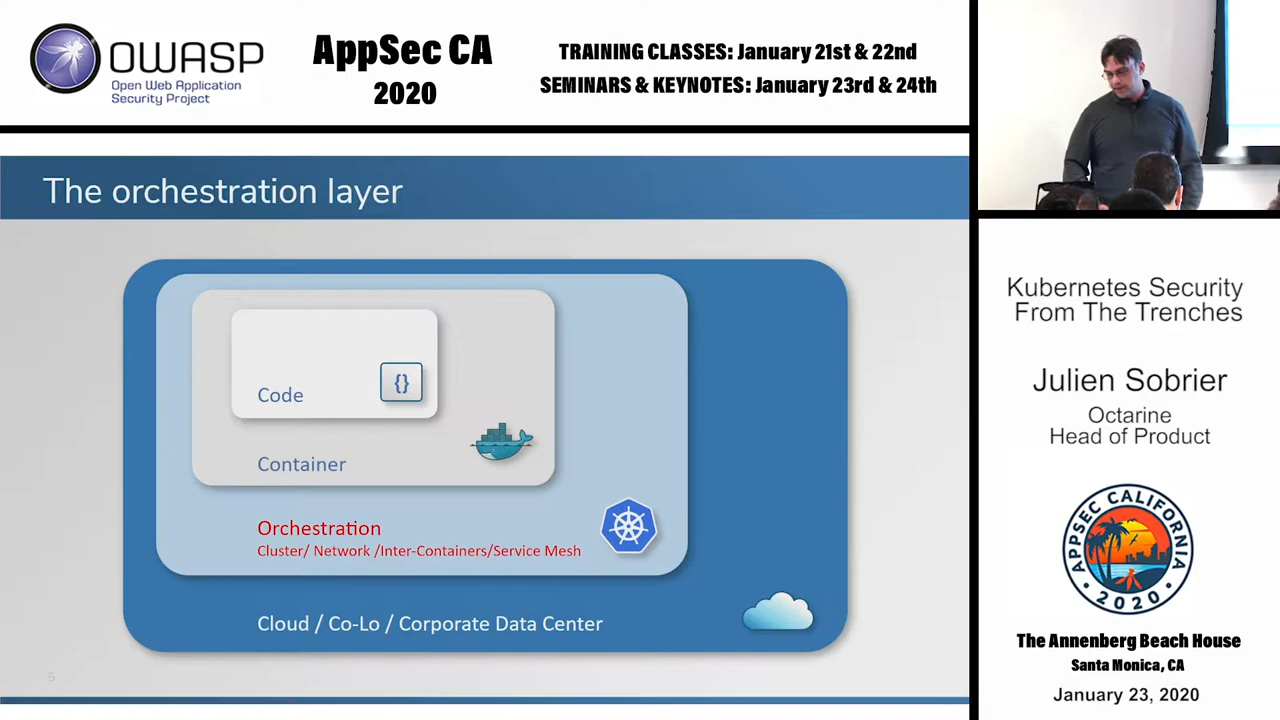 OWASP
Open Web Application
Security Project
AppSec CA
2020
TRAINING CLASSES: January 21st & 22nd
SEMINARS & KEYNOTES: January 23rd & 24th
The orchestration layer
Code
{}
Container
Orchestration
Cluster/ Network /Inter-Containers/Service Mesh
Cloud / Co-Lo / Corporate Data Center
5
Kubernetes Security
From The Trenches
Julien Sobrier
Octarine
Head of Product
APPSEC CALIFORNIA
• 2020 •
The Annenberg Beach House
Santa Monica, CA
January 23, 2020